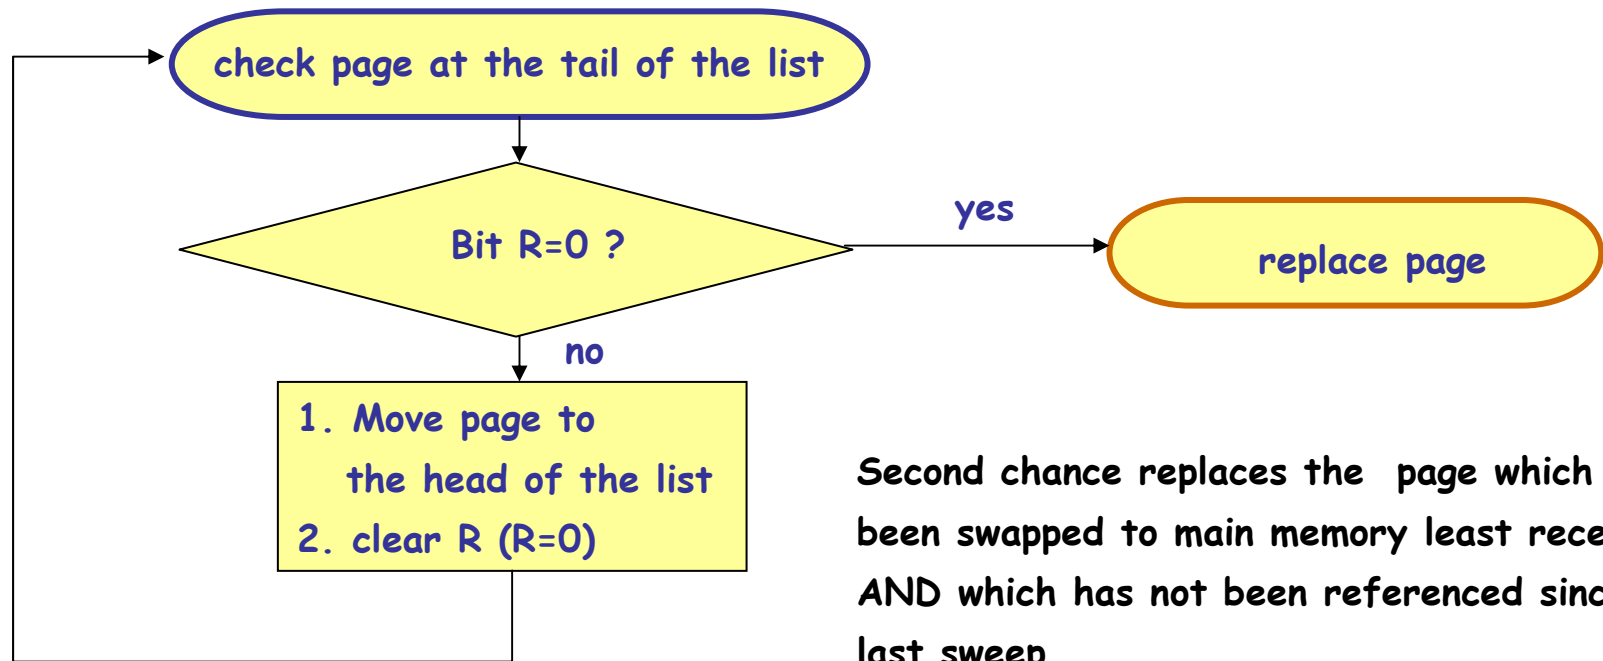 check page at the tail of the list
Bit R=0 ?
yes
replace page
no
1. Move page to
the head of the list
2. clear R (R=0)
Second chance replaces the page which
been swapped to main memory least
AND which has not been referenced
last sweep